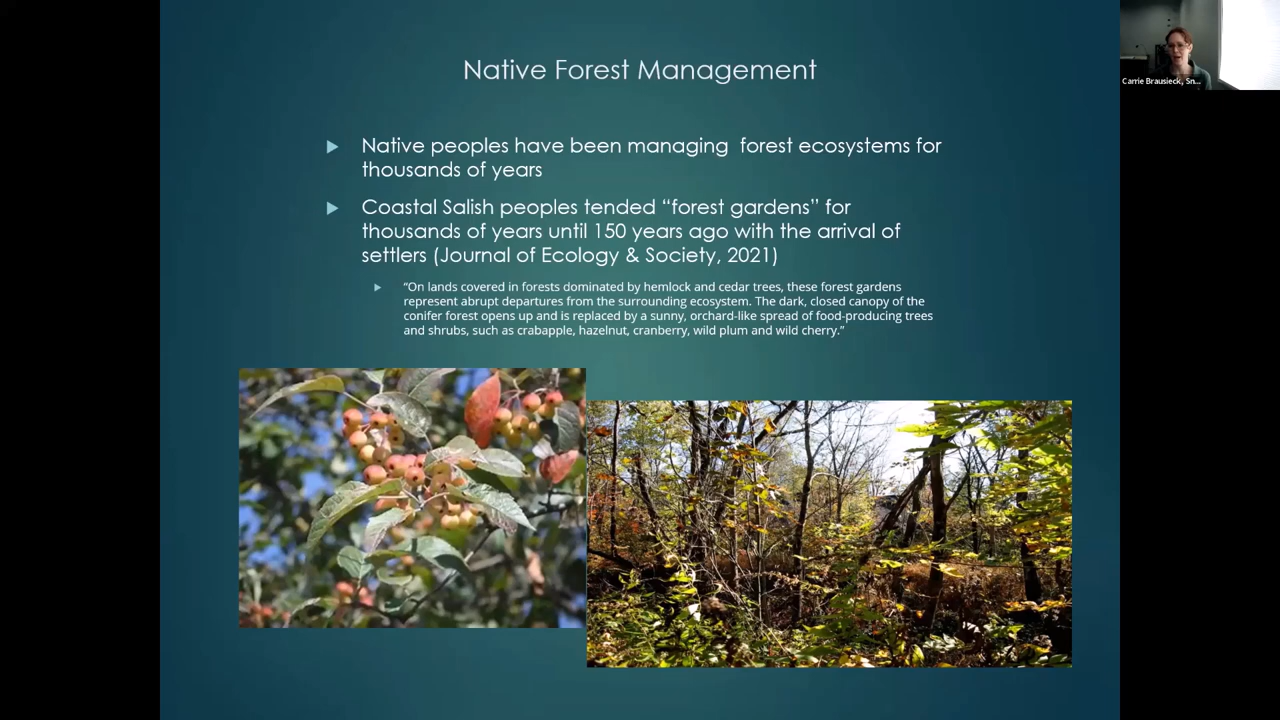 Native Forest Management
Native peoples have been managing forest ecosystems for
thousands of years
Coastal Salish peoples tended “forest gardens” for
thousands of years until 150 years ago with the arrival of
settlers (Journal of Ecology & Society, 2021)
“On lands covered in forests dominated by hemlock and cedar trees, these forest gardens
represent abrupt departures from the surrounding ecosystem. The dark, closed canopy of the
conifer forest opens up and is replaced by a sunny, orchard-like spread of food-producing trees
and shrubs, such as crabapple, hazelnut, cranberry, wild plum and wild cherry.”
Carrie Brausieck, Sn...